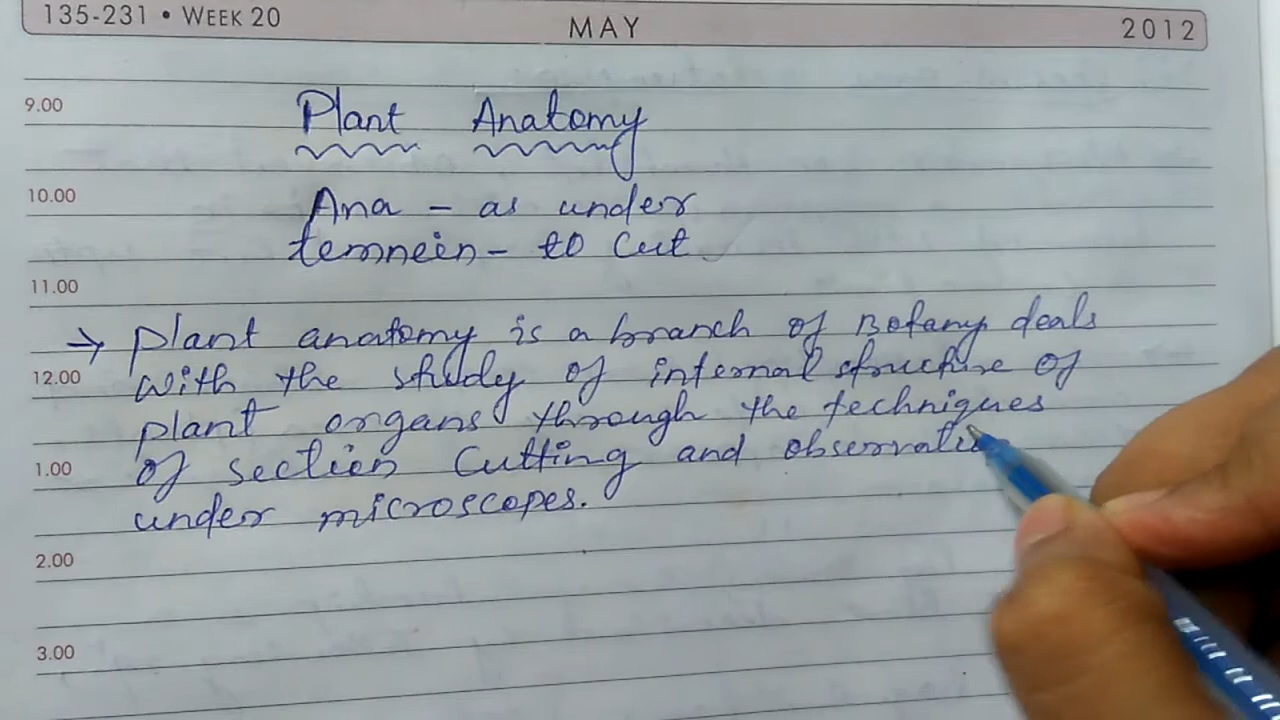 135-231 • WEEK 20 MAY 2012
9.00 Plant Anatomy
10.00 Ana - as under
temnein - to cut
11.00
→ Plant anatomy is a branch of Botany deals
12.00 with the study of internal structure of
plant organs through the techniques
1.00 of section Cutting and observation
under microscopes.
2.00
3.00